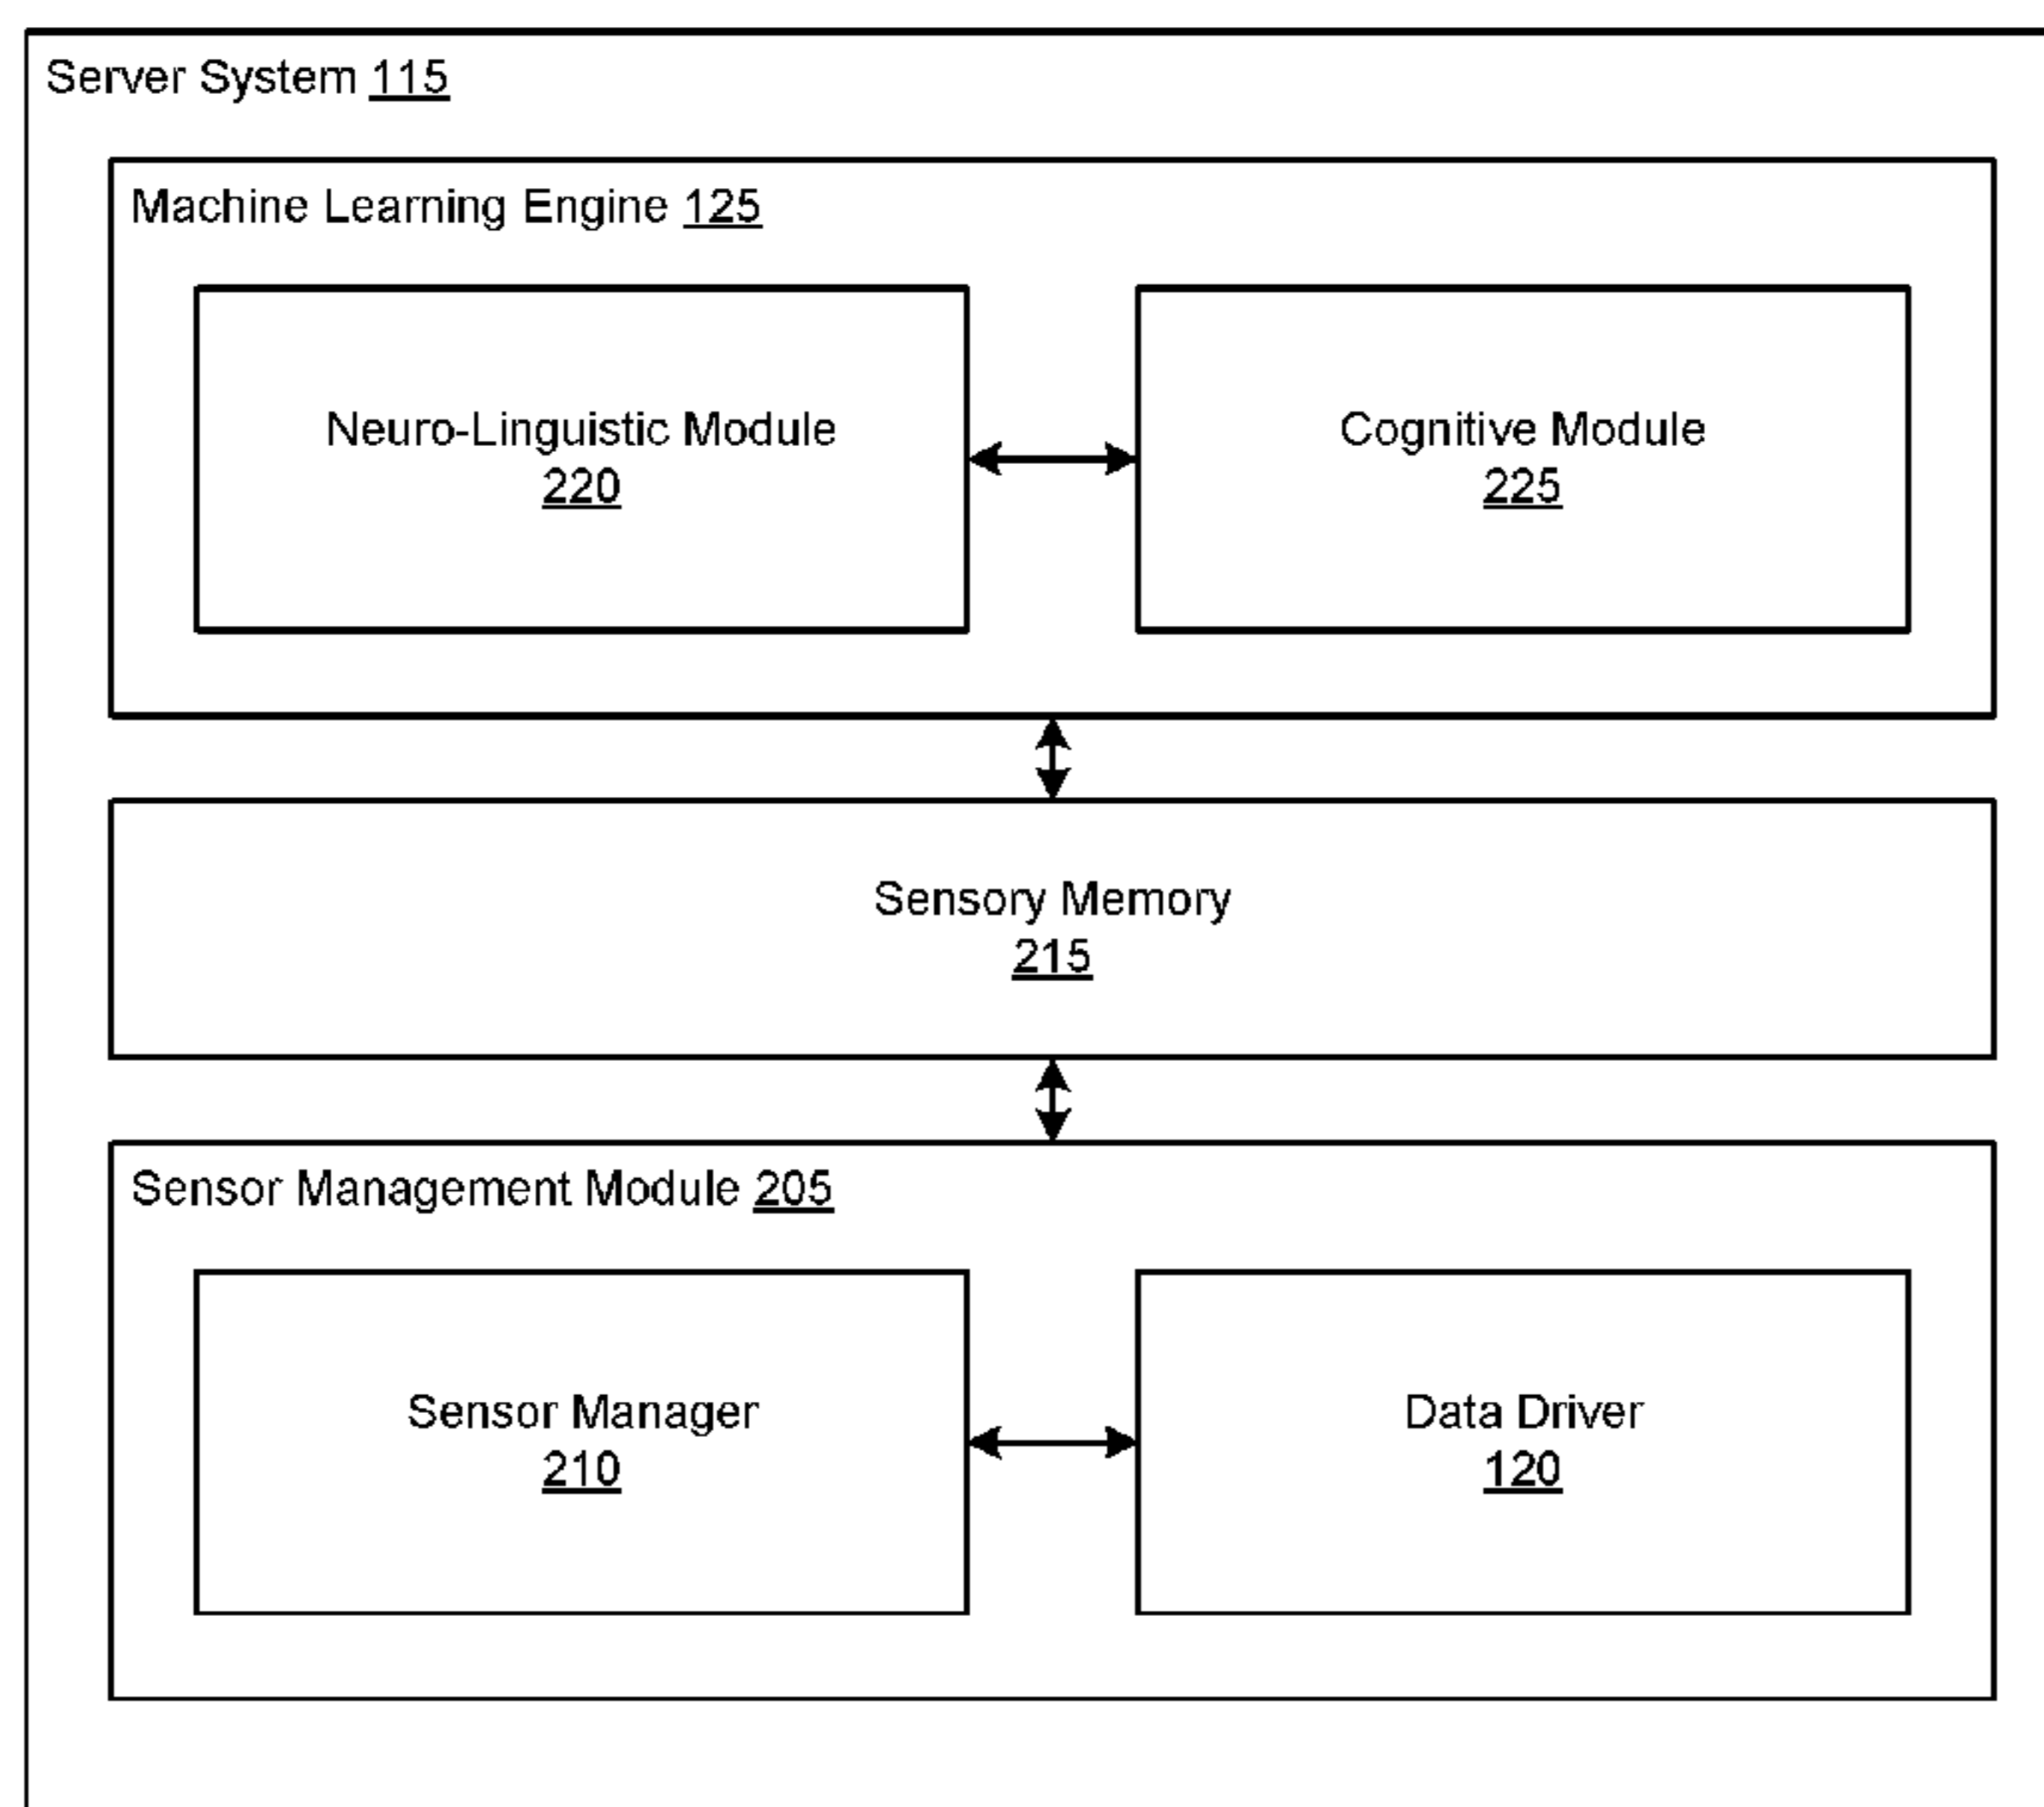 Server System 115
Machine Learning Engine 125
Neuro-Linguistic Module
220
Cognitive Module
225
Sensory Memory
215
Sensor Management Module 205
Sensor Manager
210
Data Driver
120